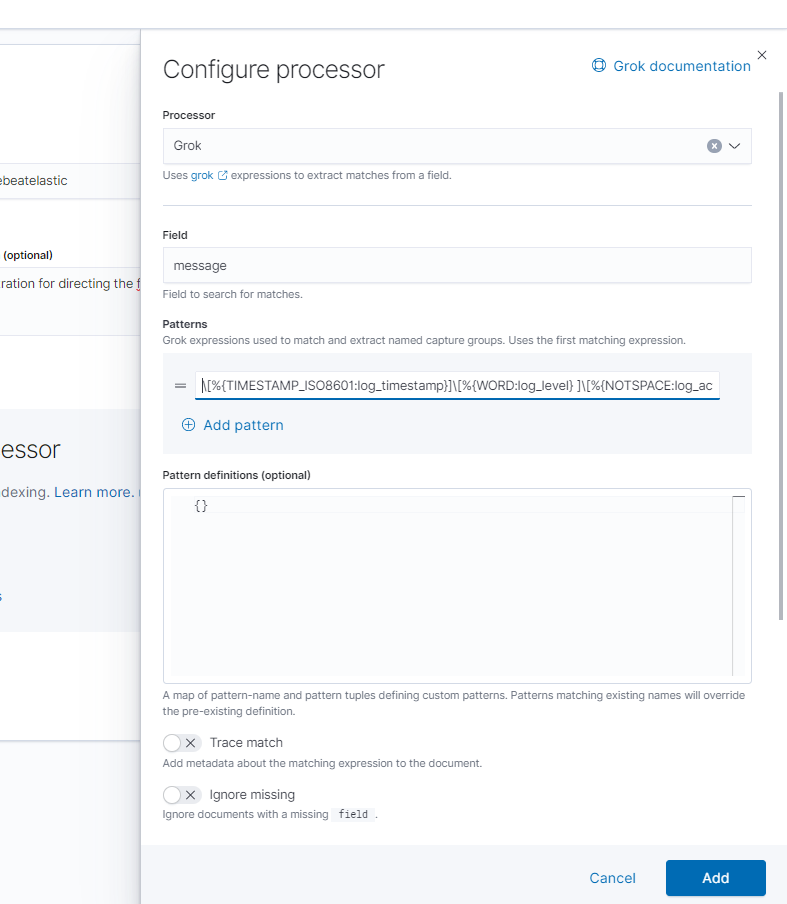 Configure processor
Grok documentation
Processor
Grok
Uses grok expressions to extract matches from a field.
ebeatelastic
Field
(optional)
message
ration for directing the f
Field to search for matches.
Patterns
Grok expressions used to match and extract named capture groups. Uses the first matching expression.
\[%{TIMESTAMP_ISO8601:log_timestamp}]\[%{WORD:log_level} ]\[%{NOTSPACE:log_ac
Add pattern
essor
Pattern definitions (optional)
dexing. Learn more.
{}
s
A map of pattern-name and pattern tuples defining custom patterns. Patterns matching existing names will override
the pre-existing definition.
Trace match
Add metadata about the matching expression to the document.
Ignore missing
Ignore documents with a missing field .
Cancel
Add